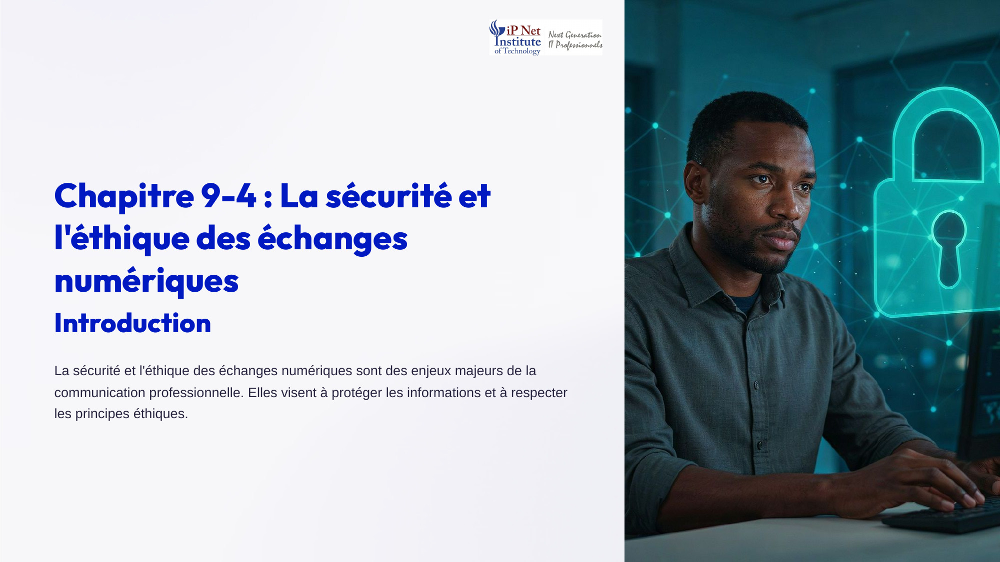 iP Net
Institute
of Technology
Next Generation
IT Professionnels
Chapitre 9-4 : La sécurité et
l'éthique des échanges
numériques
Introduction
La sécurité et l'éthique des échanges numériques sont des enjeux majeurs de la
communication professionnelle. Elles visent à protéger les informations et à respecter
les principes éthiques.